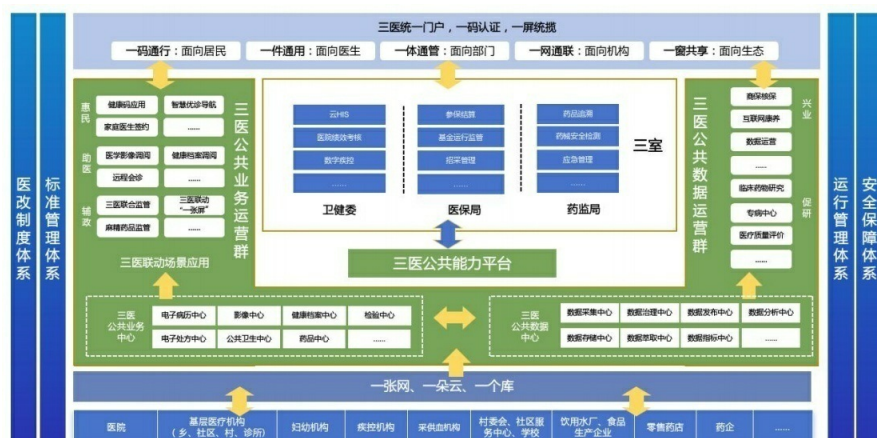 三医统一门户，一码认证，一屏统揽
一码通行：面向居民
一件通用：面向医生
一体通管：面向部门
一网通联：面向机构
一窗共享：面向生态
医改制度体系
标准管理体系
惠民
健康码应用
智慧优诊导航
家庭医生签约
......
助医
医学影像调阅
健康档案调阅
远程会诊
......
辅政
三医联合监管
三医联动
“一张屏”
麻精药品监管
......
三医联动场景应用
三医公共业务运营群
云HIS
医院绩效考核
数字疾控
......
卫健委
参保结算
基金运行监管
招采管理
......
医保局
药品追溯
药械安全检测
应急管理
......
药监局
三室
三医公共能力平台
三医公共数据运营群
商保核保
互联网康养
数据运营
......
兴业
临床药物研究
专病中心
医疗质量评价
......
促研
运行管理体系
安全保障体系
三医
公共业务
中心
电子病历中心
影像中心
健康档案中心
检验中心
电子处方中心
公共卫生中心
药品中心
......
三医
公共数据
中心
数据采集中心
数据治理中心
数据发布中心
数据分析中心
数据存储中心
数据萃取中心
数据指标中心
......
一张网、一朵云、一个库
医院
基层医疗机构
（乡、社区、村、诊所）
妇幼机构
疾控机构
采供血机构
村委会、社区服
务中心、学校
饮用水厂、食品
生产企业
零售药店
药企
......